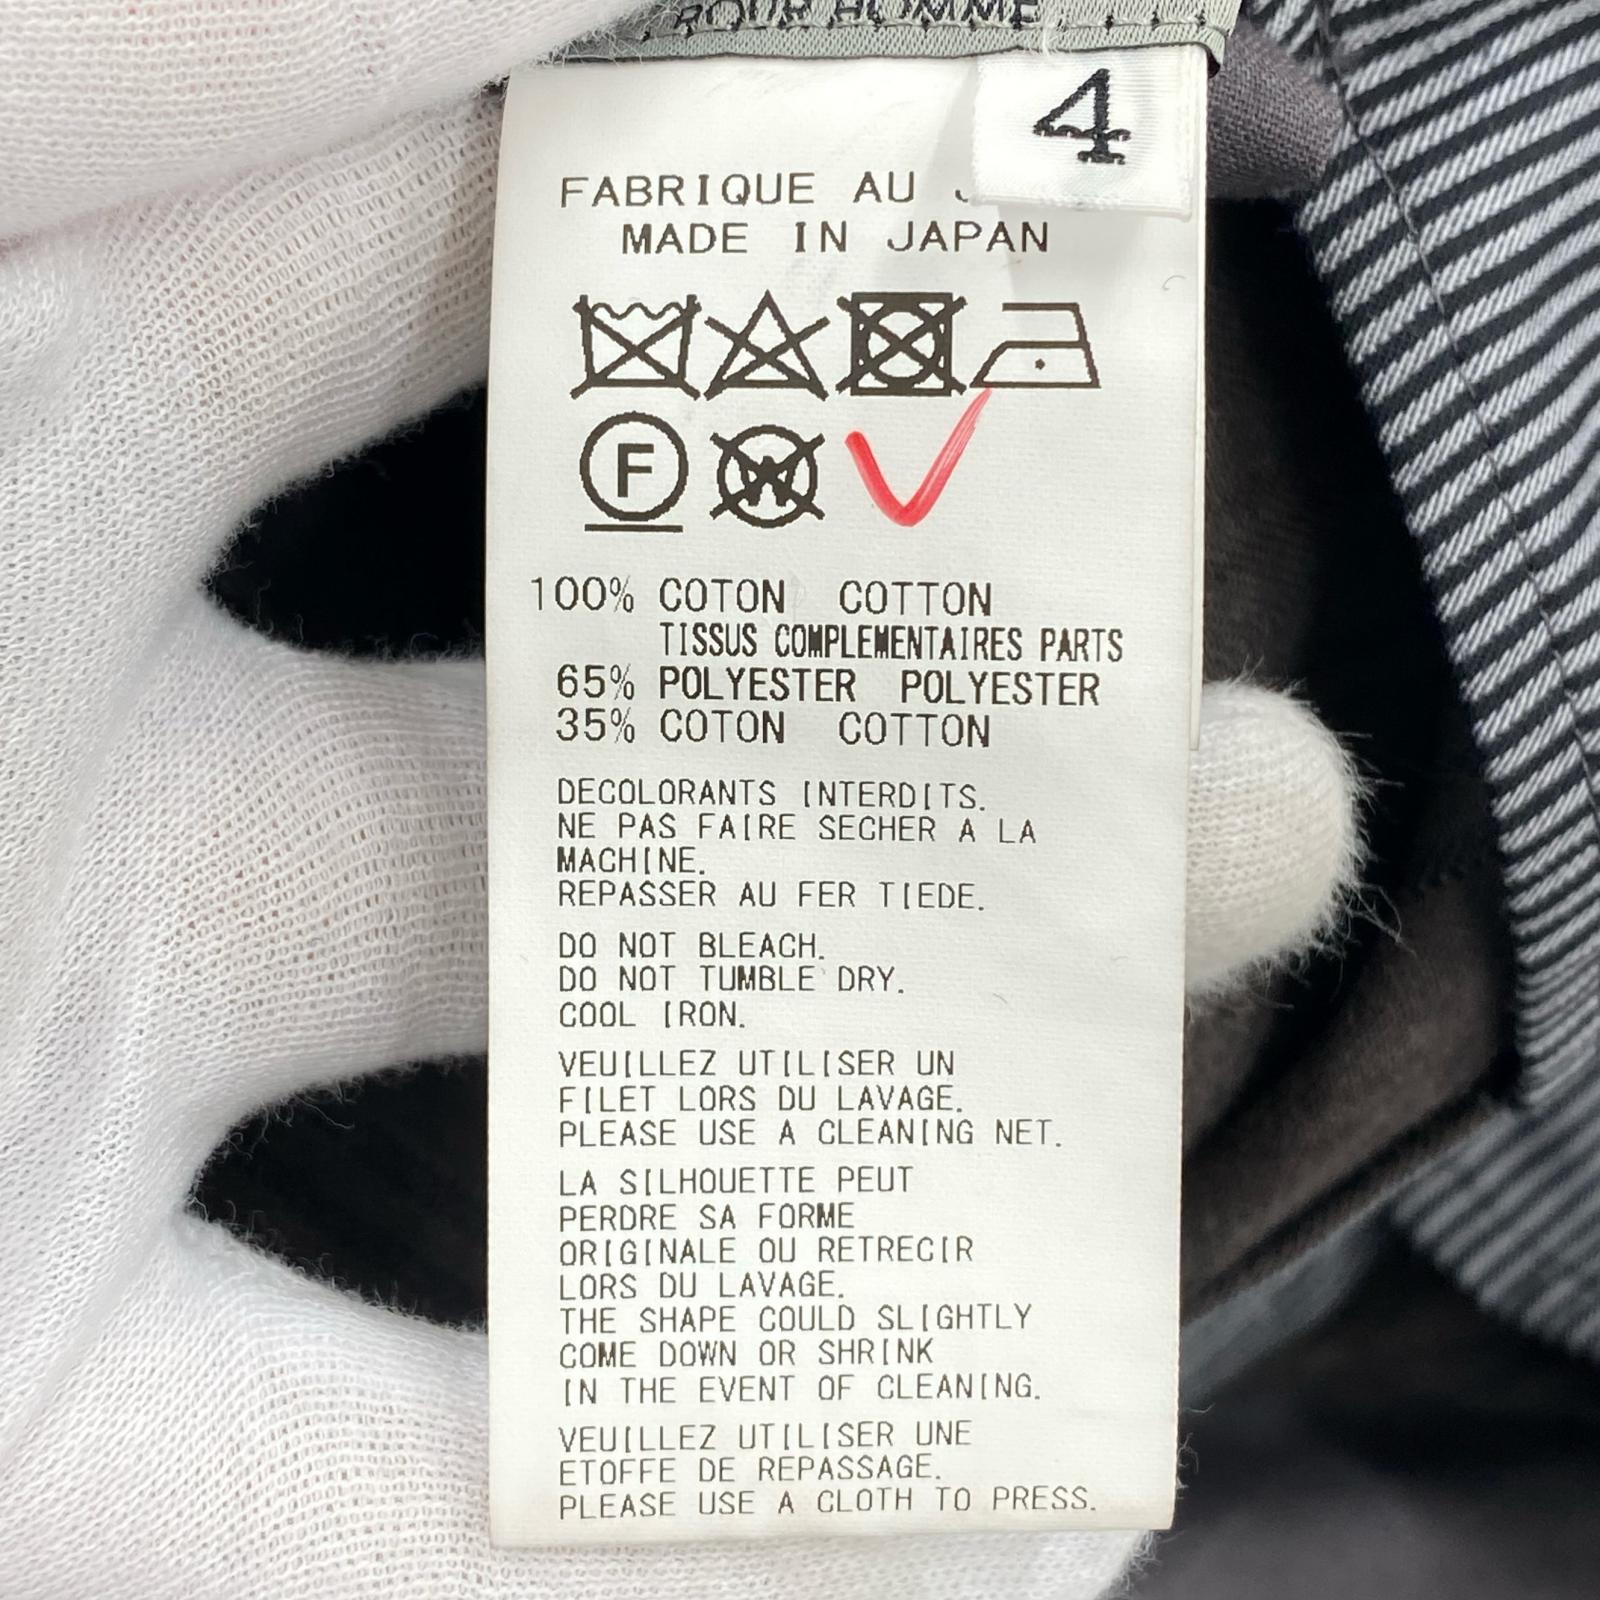 POUR HOMME
4
FABRIQUE AU
MADE IN JAPAN
F W
100% COTON COTTON
TISSUS COMPLEMENTAIRES PARTS
65% POLYESTER POLYESTER
35% COTON COTTON
DECOLORANTS INTERDITS.
NE PAS FAIRE SECHER A LA
MACHINE.
REPASSER AU FER TIEDE.
DO NOT BLEACH.
DO NOT TUMBLE DRY.
COOL IRON.
VEUILLEZ UTILISER UN
FILET LORS DU LAVAGE.
PLEASE USE A CLEANING NET.
LA SILHOUETTE PEUT
PERDRE SA FORME
ORIGINALE OU RETRECIR
LORS DU LAVAGE.
THE SHAPE COULD SLIGHTLY
COME DOWN OR SHRINK
IN THE EVENT OF CLEANING.
VEUILLEZ UTILISER UNE
ETOFFE DE REPASSAGE.
PLEASE USE A CLOTH TO PRESS.